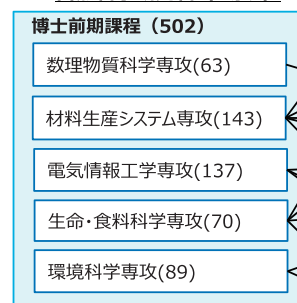 博士前期課程（502）
数理物質科学専攻(63)
材料生産システム専攻(143)
電気情報工学専攻(137)
生命・食料科学専攻(70)
環境科学専攻(89)